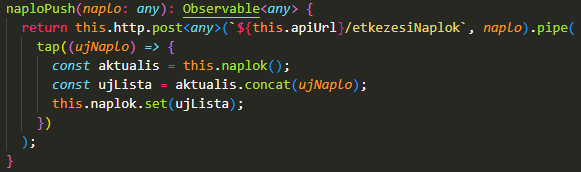 naploPush(naplo: any): Observable<any> {
return this.http.post<any>(`${this.apiUrl}/etkezesiNaplok`, naplo).pipe(
tap((ujNaplo) => {
const aktualis = this.naplok();
const ujLista = aktualis.concat(ujNaplo);
this.naplok.set(ujLista);
})
);
}